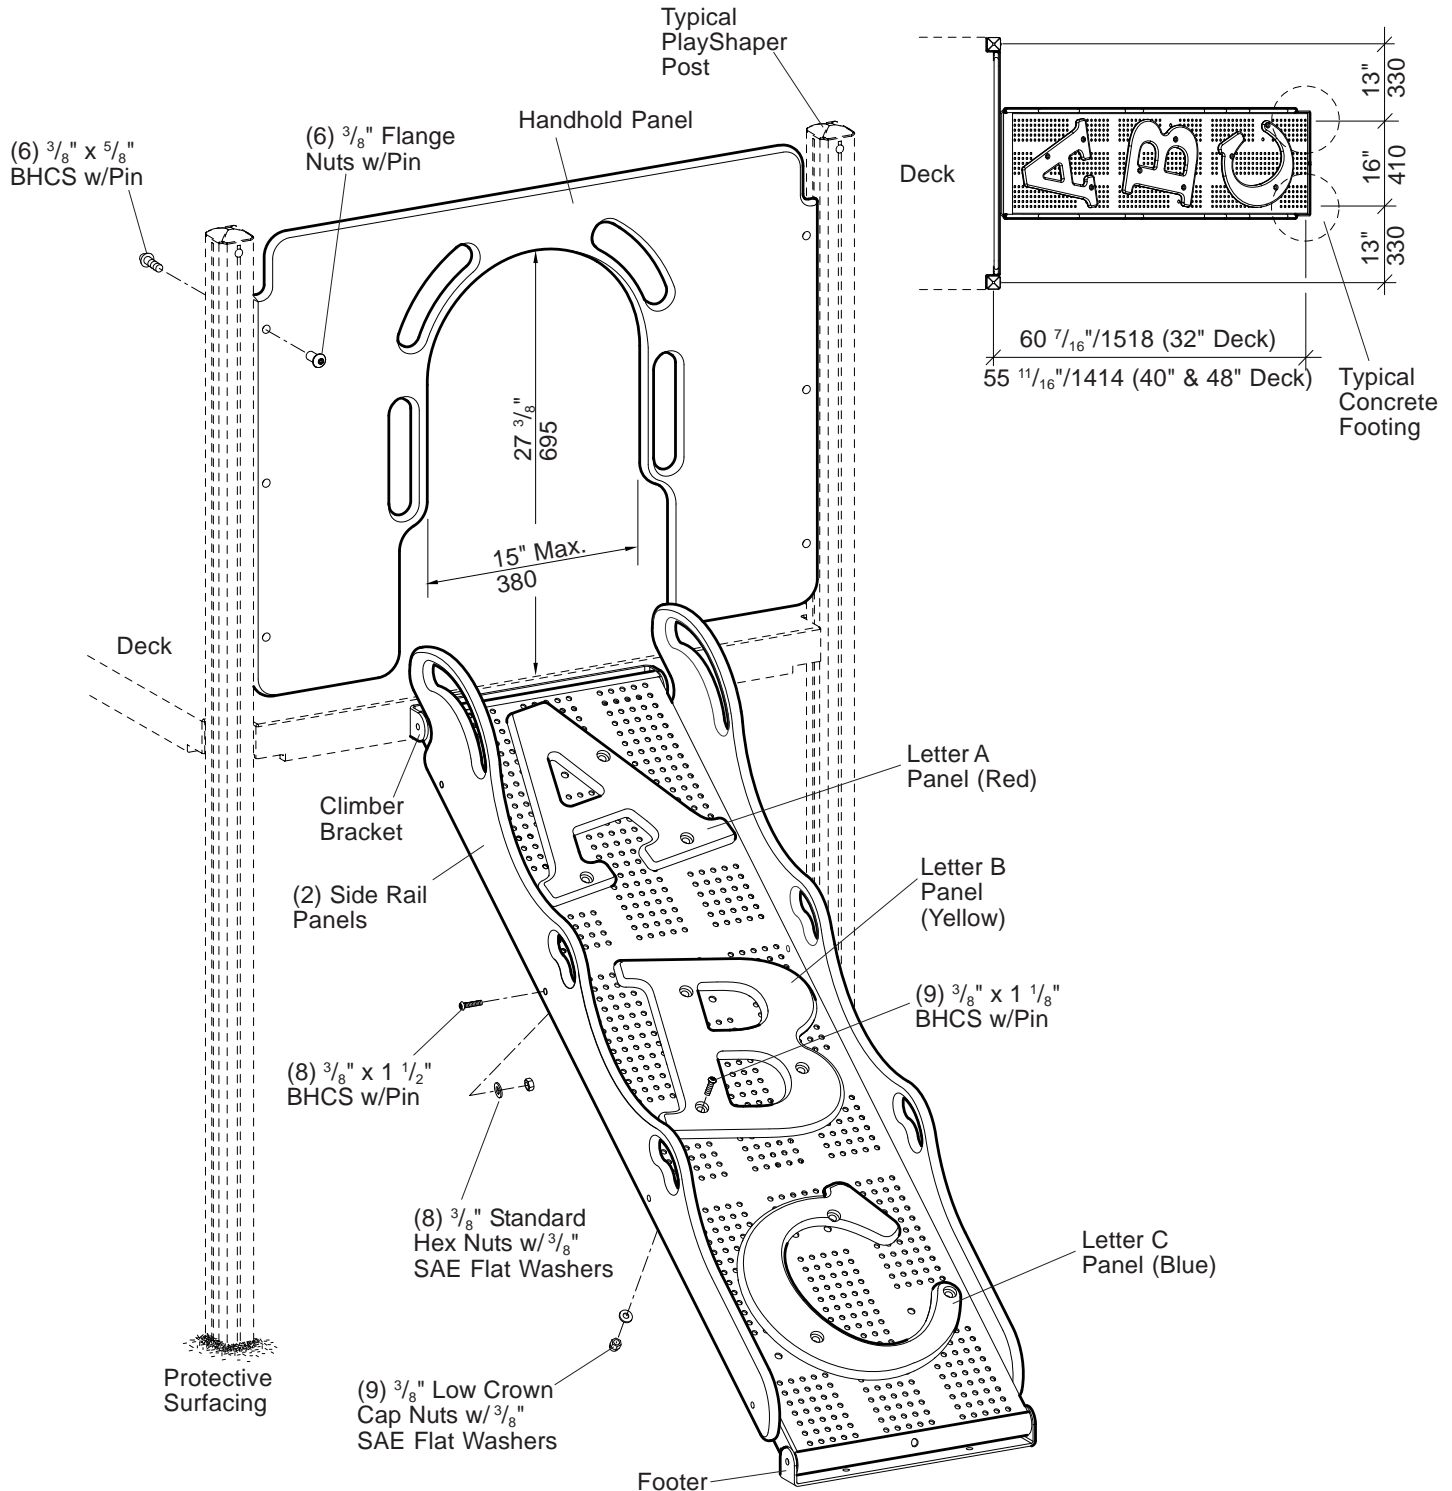 Typical
PlayShaper
Post
(6) 3/8" x 5/8"
BHCS w/Pin
(6) 3/8" Flange
Nuts w/Pin
Handhold Panel
Deck
13"
330
16"
410
13"
330
60 7/16"/1518 (32" Deck)
55 11/16"/1414 (40" & 48" Deck)
Typical
Concrete
Footing
27 3/8"
695
15" Max.
380
Deck
Climber
Bracket
(2) Side Rail
Panels
Letter A
Panel (Red)
Letter B
Panel
(Yellow)
(9) 3/8" x 1 1/8"
BHCS w/Pin
(8) 3/8" x 1 1/2"
BHCS w/Pin
(8) 3/8" Standard
Hex Nuts w/ 3/8"
SAE Flat Washers
Letter C
Panel (Blue)
Protective
Surfacing
(9) 3/8" Low Crown
Cap Nuts w/ 3/8"
SAE Flat Washers
Footer
A
B
C
A
B
C